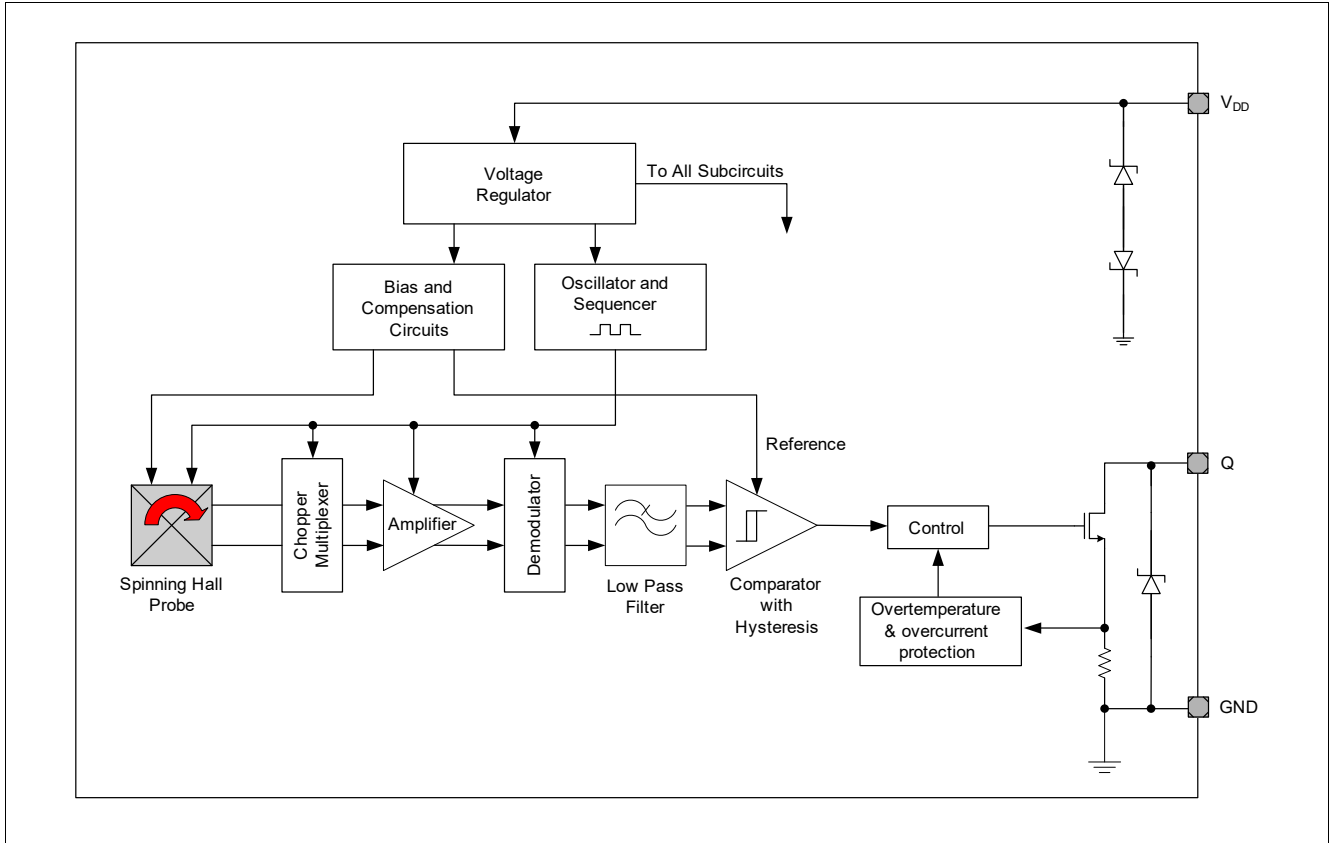 V_DD
Voltage
Regulator
To All Subcircuits
Bias and
Compensation
Circuits
Oscillator and
Sequencer
Reference
Q
Chopper
Multiplexer
Amplifier
Demodulator
Control
Spinning Hall
Probe
Low Pass
Filter
Comparator
with
Hysteresis
Overtemperature
& overcurrent
protection
GND